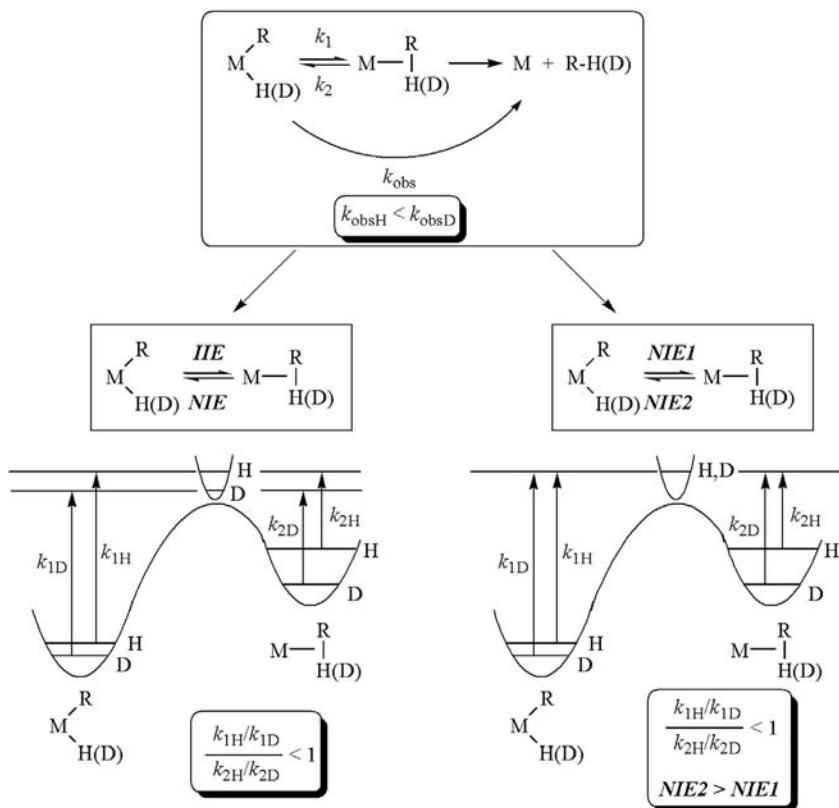 R
k1
R
M
M
M + R-H(D)
H(D)
k2
H(D)
kobs
kobsH < kobsD
R
IIE
R
M
M
H(D)
NIE
H(D)
R
NIE1
R
M
M
H(D)
NIE2
H(D)
H
D
k2D
k2H
k1D
k1H
H
D
H
D
R
M
H(D)
R
M
H(D)
k1H/k1D
k2H/k2D
< 1
H,D
k2D
k2H
k1D
k1H
H
D
H
D
R
M
H(D)
R
M
H(D)
k1H/k1D
k2H/k2D
< 1
NIE2 > NIE1